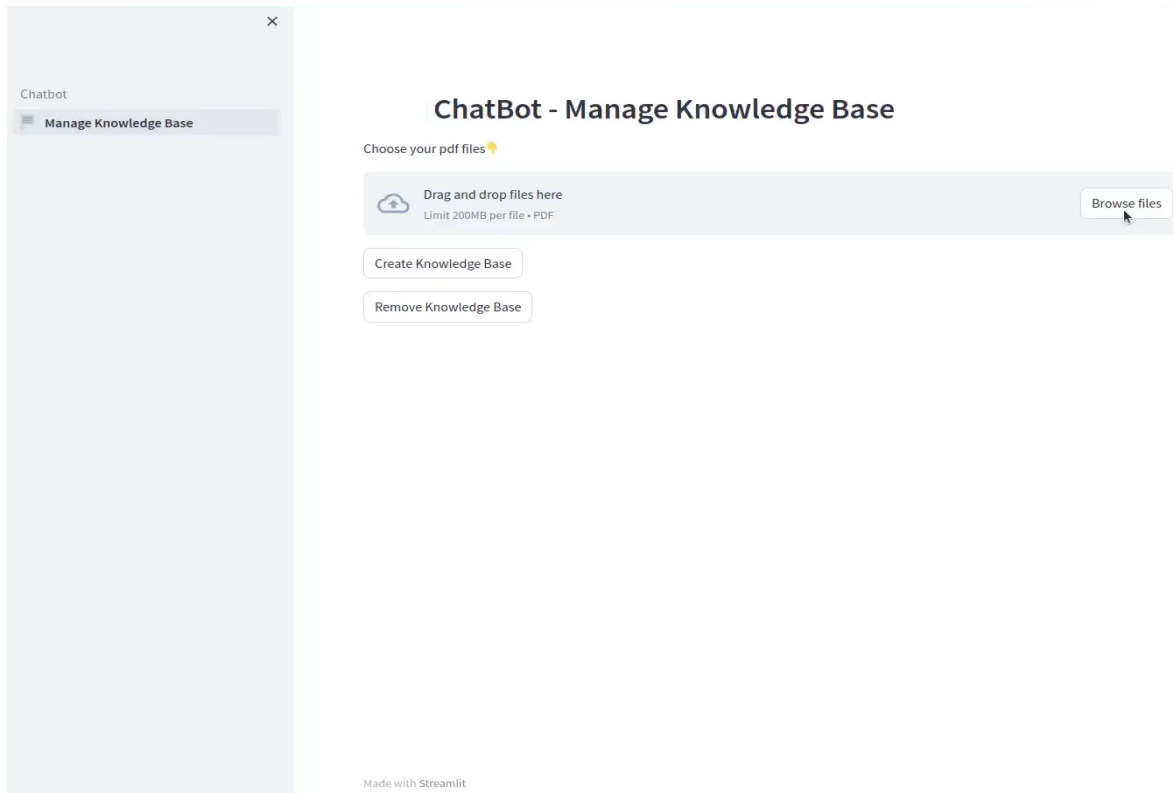 Chatbot
Manage Knowledge Base
ChatBot - Manage Knowledge Base
Choose your pdf files👇
Drag and drop files here
Limit 200MB per file • PDF
Browse files
Create Knowledge Base
Remove Knowledge Base
Made with Streamlit